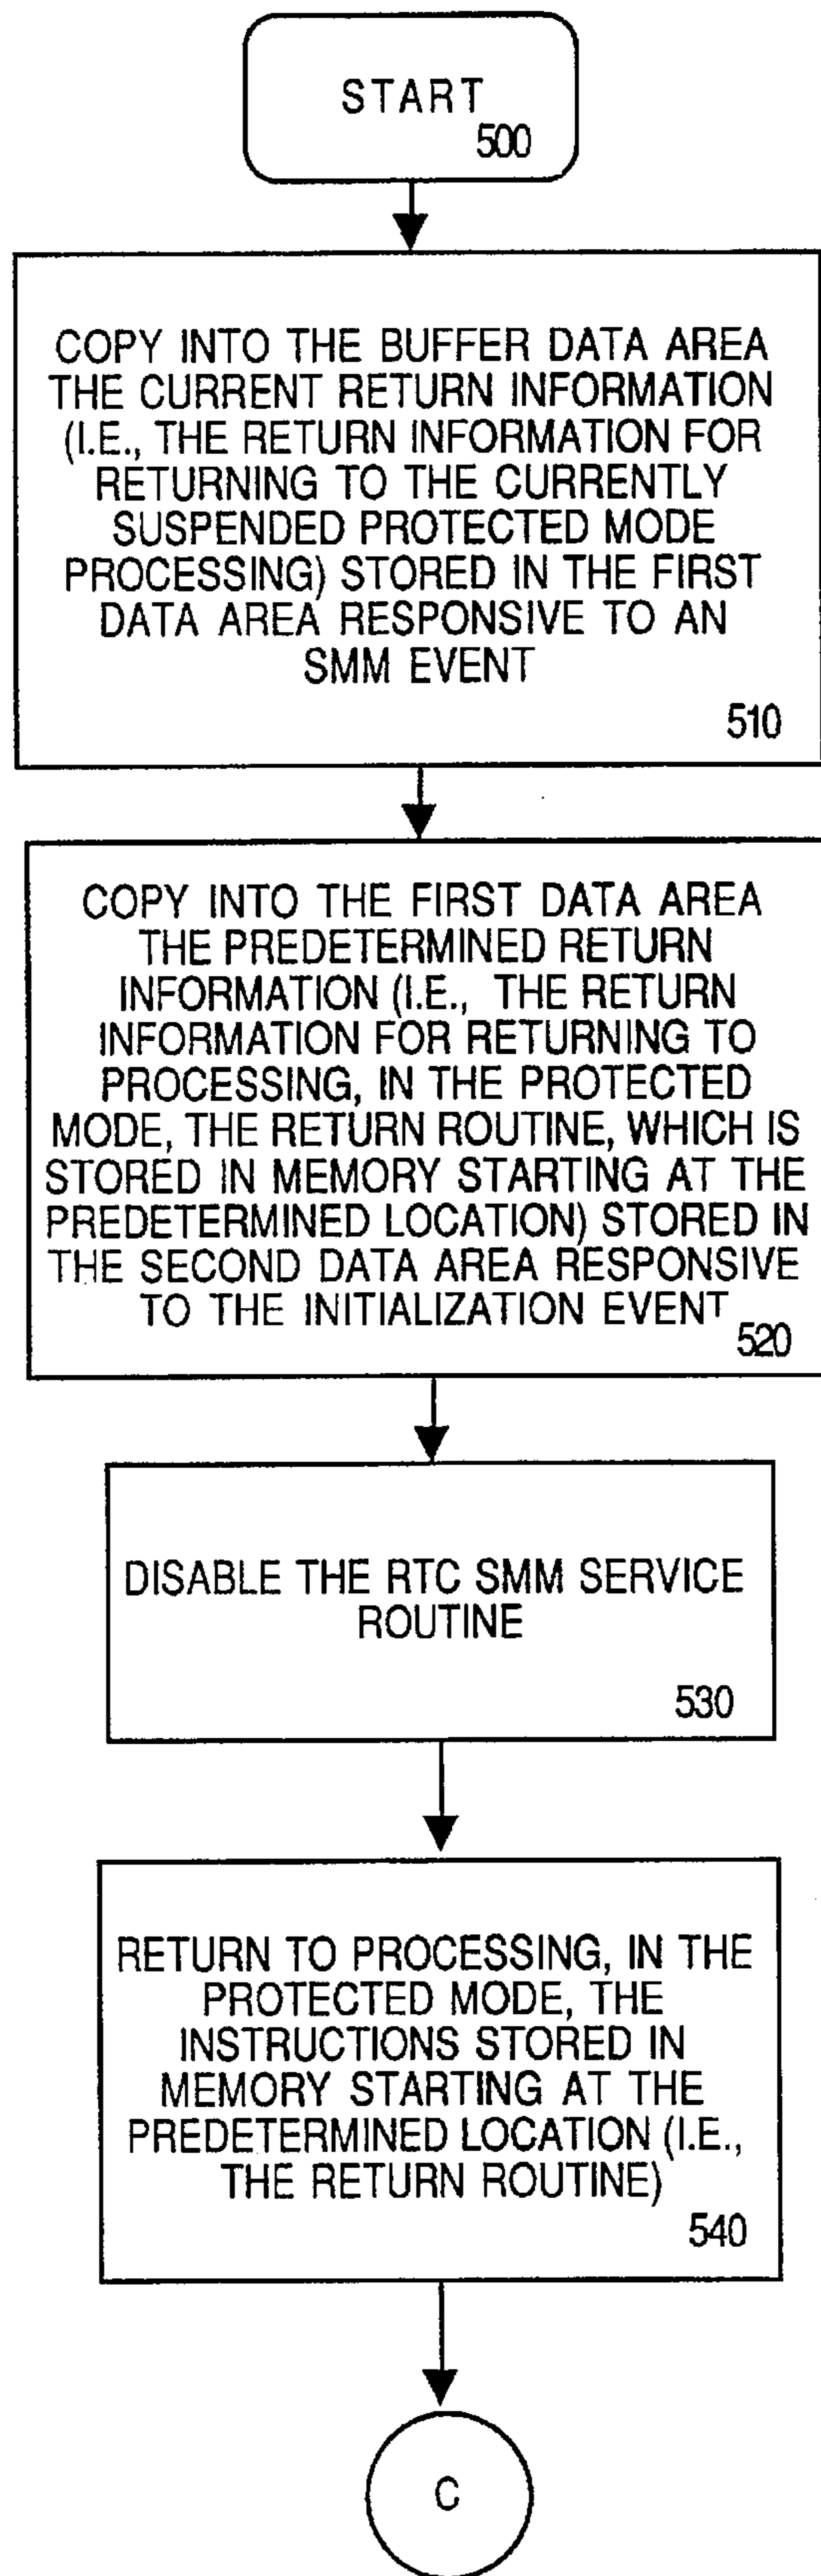 START
500
COPY INTO THE BUFFER DATA AREA
THE CURRENT RETURN INFORMATION
(I.E., THE RETURN INFORMATION FOR
RETURNING TO THE CURRENTLY
SUSPENDED PROTECTED MODE
PROCESSING) STORED IN THE FIRST
DATA AREA RESPONSIVE TO AN
SMM EVENT
510
COPY INTO THE FIRST DATA AREA
THE PREDETERMINED RETURN
INFORMATION (I.E., THE RETURN
INFORMATION FOR RETURNING TO
PROCESSING, IN THE PROTECTED
MODE, THE RETURN ROUTINE, WHICH IS
STORED IN MEMORY STARTING AT THE
PREDETERMINED LOCATION) STORED IN
THE SECOND DATA AREA RESPONSIVE
TO THE INITIALIZATION EVENT
520
DISABLE THE RTC SMM SERVICE
ROUTINE
530
RETURN TO PROCESSING, IN THE
PROTECTED MODE, THE
INSTRUCTIONS STORED IN
MEMORY STARTING AT THE
PREDETERMINED LOCATION (I.E.,
THE RETURN ROUTINE)
540
C